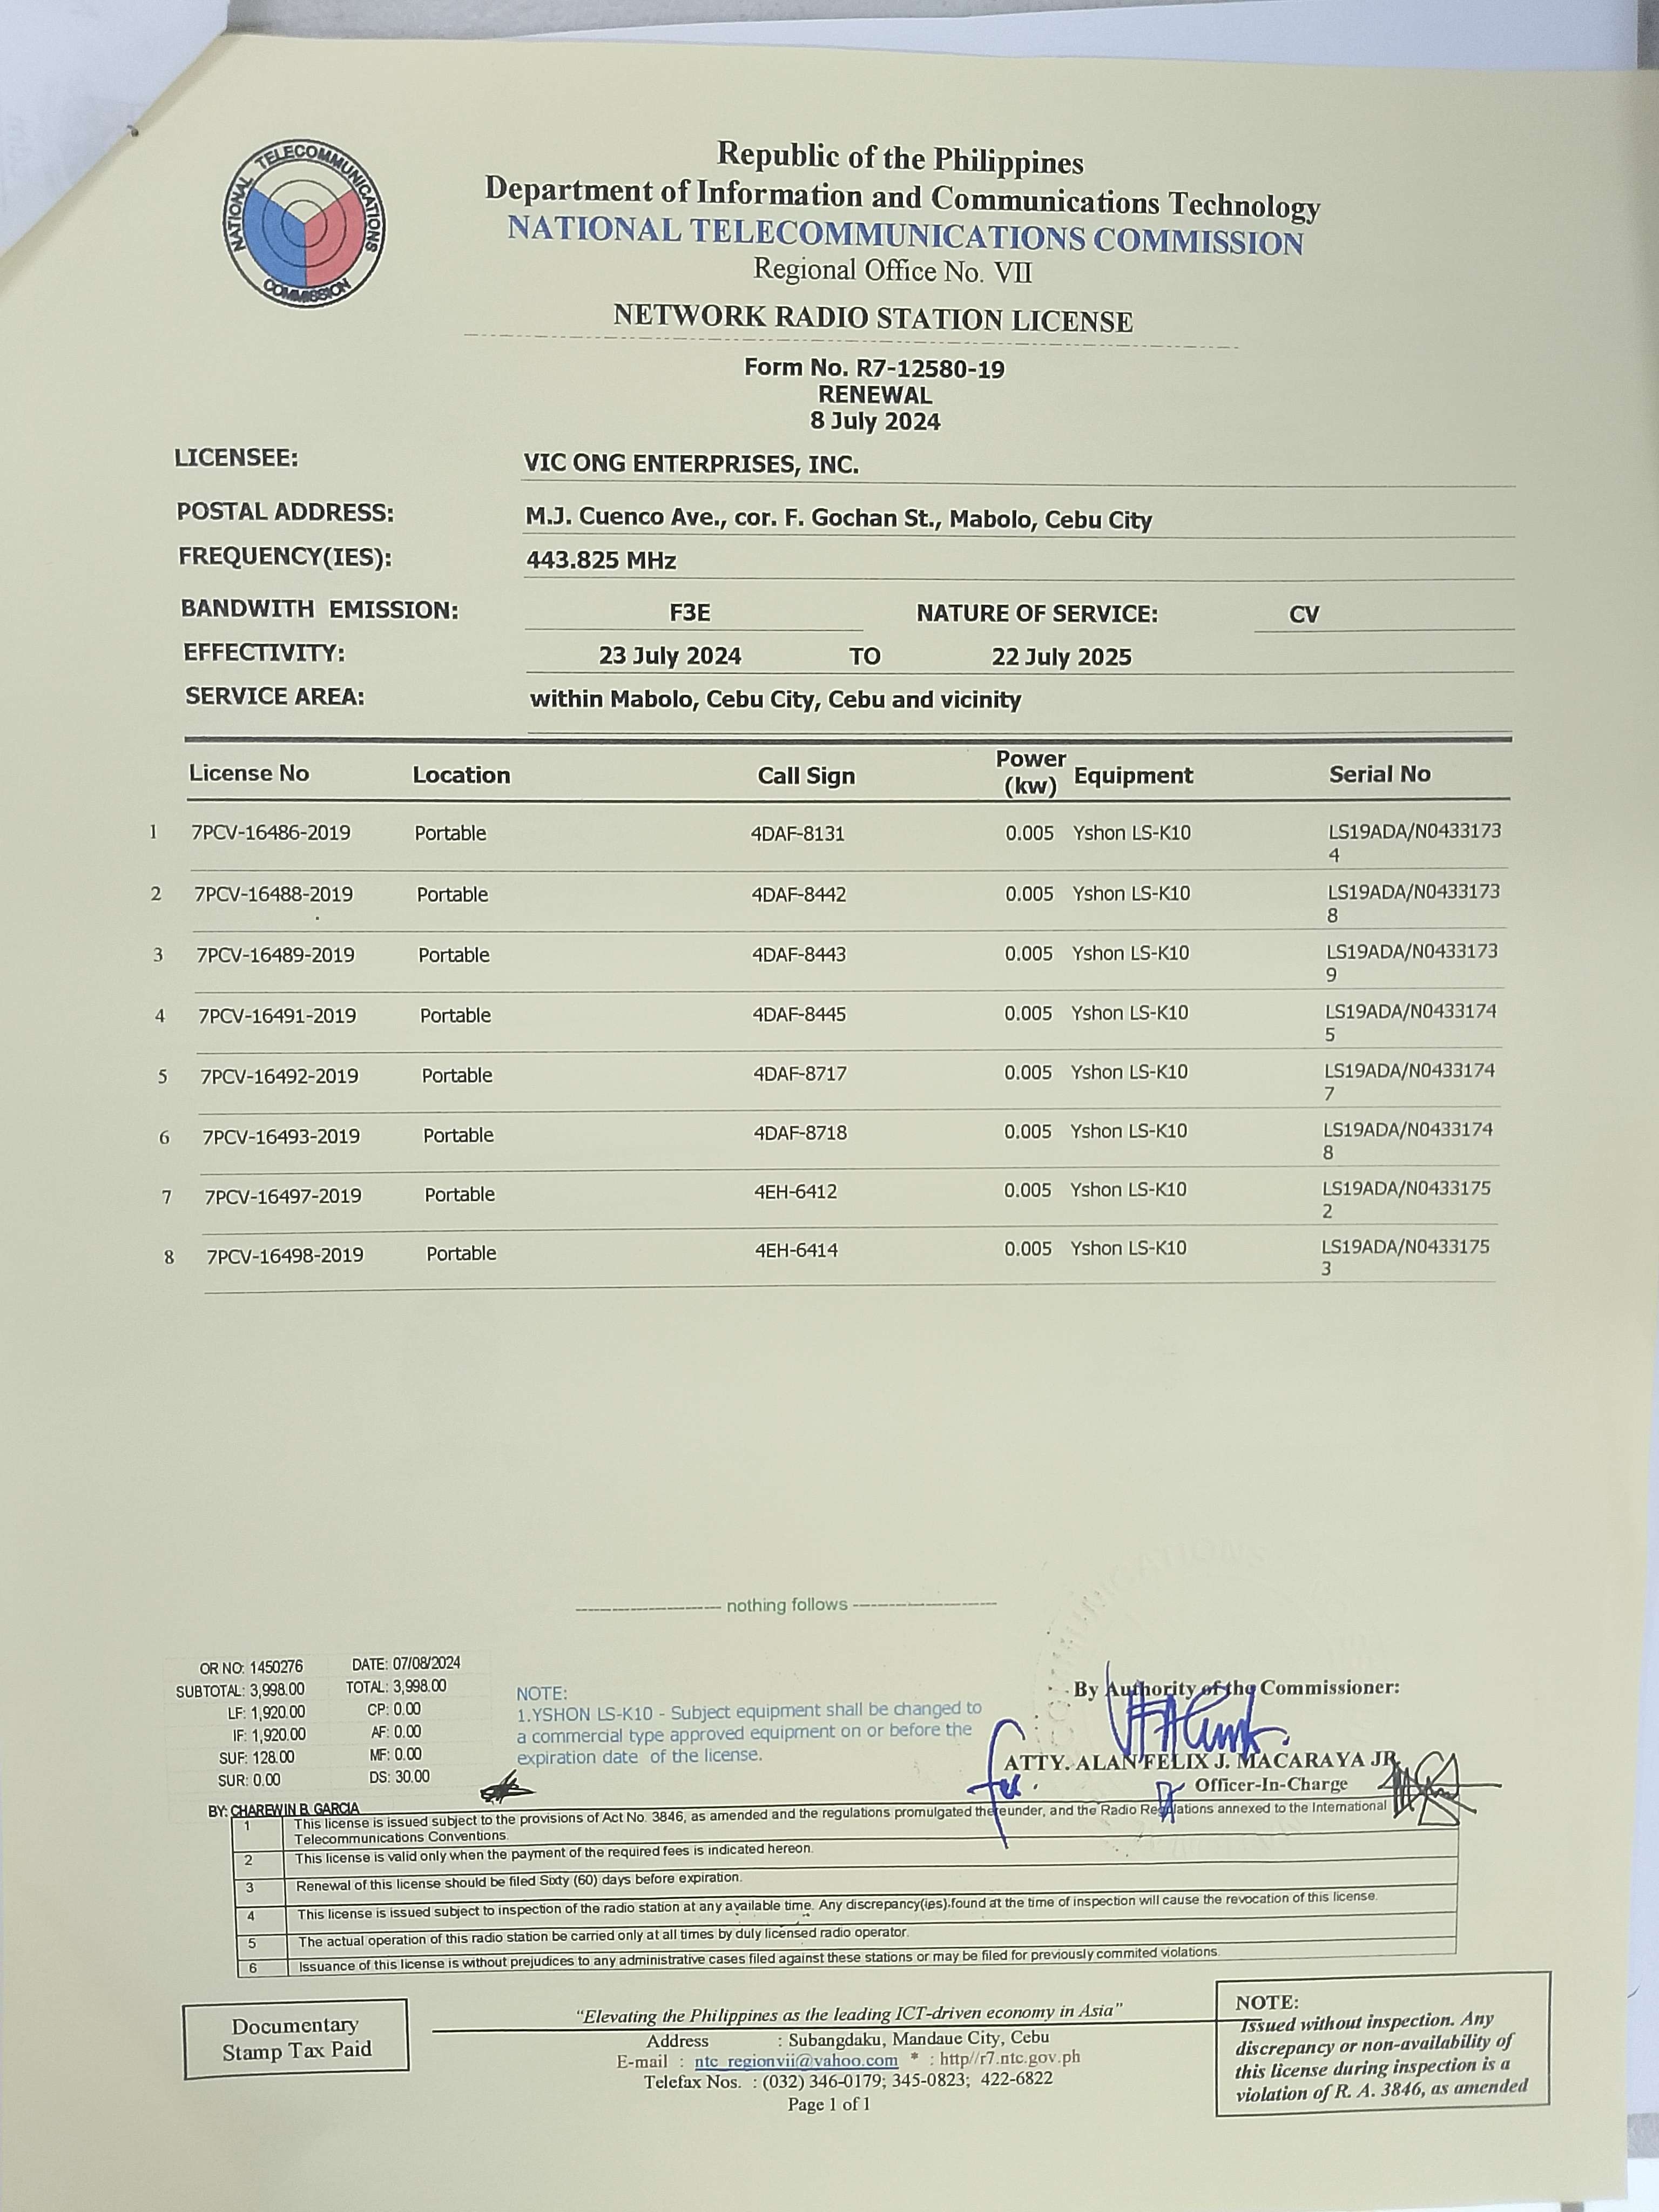 NATIONAL TELECOMMUNICATIONS COMMISSION
Republic of the Philippines
Department of Information and Communications Technology
NATIONAL TELECOMMUNICATIONS COMMISSION
Regional Office No. VII
NETWORK RADIO STATION LICENSE
Form No. R7-12580-19
RENEWAL
8 July 2024
LICENSEE: VIC ONG ENTERPRISES, INC.
POSTAL ADDRESS: M.J. Cuenco Ave., cor. F. Gochan St., Mabolo, Cebu City
FREQUENCY(IES): 443.825 MHz
BANDWITH EMISSION: F3E NATURE OF SERVICE: CV
EFFECTIVITY: 23 July 2024 TO 22 July 2025
SERVICE AREA: within Mabolo, Cebu City, Cebu and vicinity
License No Location Call Sign Power (kw) Equipment Serial No
1 7PCV-16486-2019 Portable 4DAF-8131 0.005 Yshon LS-K10 LS19ADA/N0433173
4
2 7PCV-16488-2019 Portable 4DAF-8442 0.005 Yshon LS-K10 LS19ADA/N0433173
8
3 7PCV-16489-2019 Portable 4DAF-8443 0.005 Yshon LS-K10 LS19ADA/N0433173
9
4 7PCV-16491-2019 Portable 4DAF-8445 0.005 Yshon LS-K10 LS19ADA/N0433174
5
5 7PCV-16492-2019 Portable 4DAF-8717 0.005 Yshon LS-K10 LS19ADA/N0433174
7
6 7PCV-16493-2019 Portable 4DAF-8718 0.005 Yshon LS-K10 LS19ADA/N0433174
8
7 7PCV-16497-2019 Portable 4EH-6412 0.005 Yshon LS-K10 LS19ADA/N0433175
2
8 7PCV-16498-2019 Portable 4EH-6414 0.005 Yshon LS-K10 LS19ADA/N0433175
3
nothing follows
OR NO: 1450276 DATE: 07/08/2024
SUBTOTAL: 3,998.00 TOTAL: 3,998.00
LF: 1,920.00 CP: 0.00
IF: 1,920.00 AF: 0.00
SUF: 128.00 MF: 0.00
SUR: 0.00 DS: 30.00
BY: CHAREWIN B. GARCIA
NOTE:
1.YSHON LS-K10 - Subject equipment shall be changed to
a commercial type approved equipment on or before the
expiration date of the license.
By Authority of the Commissioner:
for
ATTY. ALAN FELIX J. MACARAYA JR.
Officer-In-Charge
1 This license is issued subject to the provisions of Act No. 3846, as amended and the regulations promulgated thereunder, and the Radio Regulations annexed to the International
Telecommunications Conventions.
2 This license is valid only when the payment of the required fees is indicated hereon.
3 Renewal of this license should be filed Sixty (60) days before expiration.
4 This license is issued subject to inspection of the radio station at any available time. Any discrepancy(ies) found at the time of inspection will cause the revocation of this license.
5 The actual operation of this radio station be carried only at all times by duly licensed radio operator.
6 Issuance of this license is without prejudices to any administrative cases filed against these stations or may be filed for previously commited violations.
Documentary
Stamp Tax Paid
“Elevating the Philippines as the leading ICT-driven economy in Asia”
Address : Subangdaku, Mandaue City, Cebu
E-mail : ntc_regionvii@yahoo.com * : http//r7.ntc.gov.ph
Telefax Nos. : (032) 346-0179; 345-0823; 422-6822
Page 1 of 1
NOTE:
Issued without inspection. Any
discrepancy or non-availability of
this license during inspection is a
violation of R. A. 3846, as amended